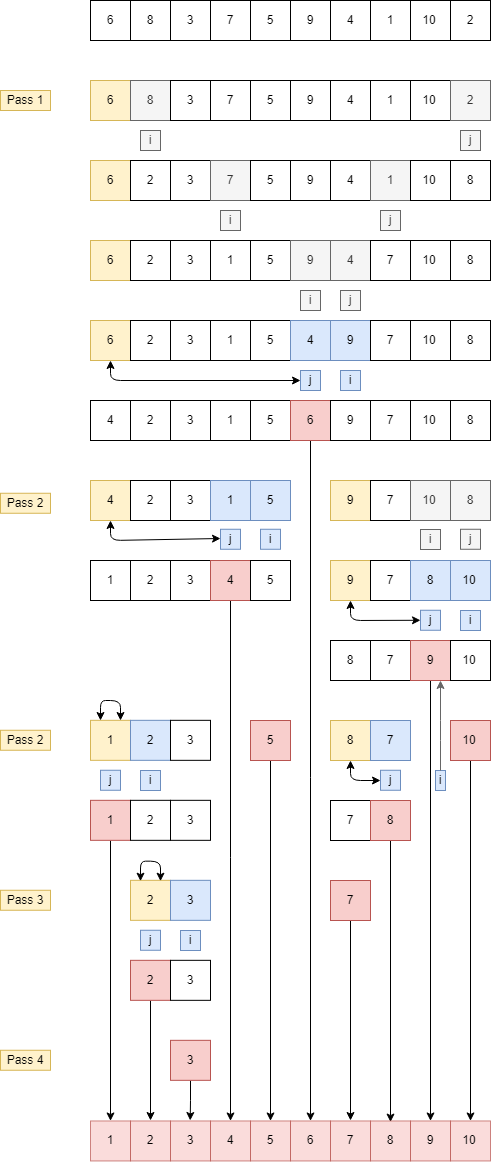 6 8 3 7 5 9 4 1 10 2
Pass 1 6 8 3 7 5 9 4 1 10 2
i j
6 2 3 7 5 9 4 1 10 8
i j
6 2 3 1 5 9 4 7 10 8
i j
6 2 3 1 5 4 9 7 10 8
j i
4 2 3 1 5 6 9 7 10 8
Pass 2 4 2 3 1 5 9 7 10 8
j i i j
1 2 3 4 5 9 7 8 10
j i
8 7 9 10
Pass 2 1 2 3 5 8 7 10
j i j i
1 2 3 7 8
Pass 3 2 3 7
j i
2 3
Pass 4 3
1 2 3 4 5 6 7 8 9 10